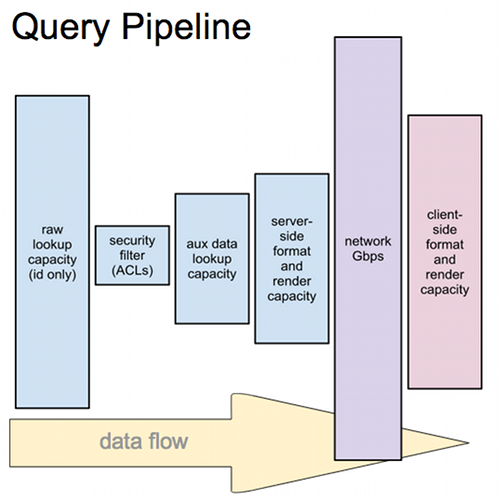 Query Pipeline
raw
lookup
capacity
(id only)
security
filter
(ACLs)
aux data
lookup
capacity
server-
side
format
and
render
capacity
network
Gbps
client-
side
format
and
render
capacity
data flow